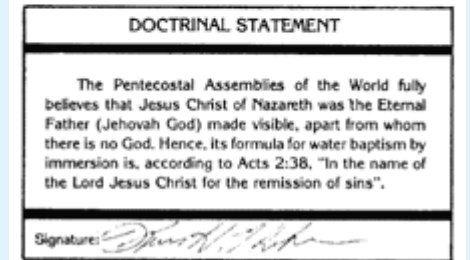 DOCTRINAL STATEMENT
The Pentecostal Assemblies of the World fully
believes that Jesus Christ of Nazareth was the Eternal
Father (Jehovah God) made visible, apart from whom
there is no God. Hence, its formula for water baptism by
immersion is, according to Acts 2:38, "In the name of
the Lord Jesus Christ for the remission of sins".
Signature: